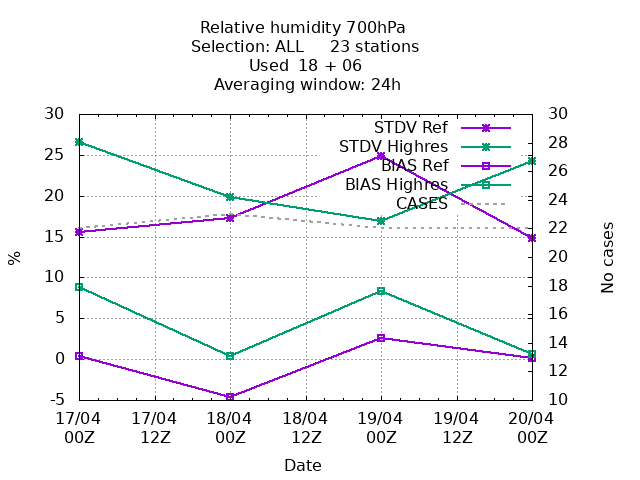 Relative humidity 700hPa
Selection: ALL 23 stations
Used 18 + 06
Averaging window: 24h
30
25
20
15
10
5
0
-5
%
STDV Ref
STDV Highres
BIAS Ref
BIAS Highres
CASES
30
28
26
24
22
20
18
16
14
12
10
No cases
17/04 17/04 18/04 18/04 19/04 19/04 20/04
00Z 12Z 00Z 12Z 00Z 12Z 00Z
Date